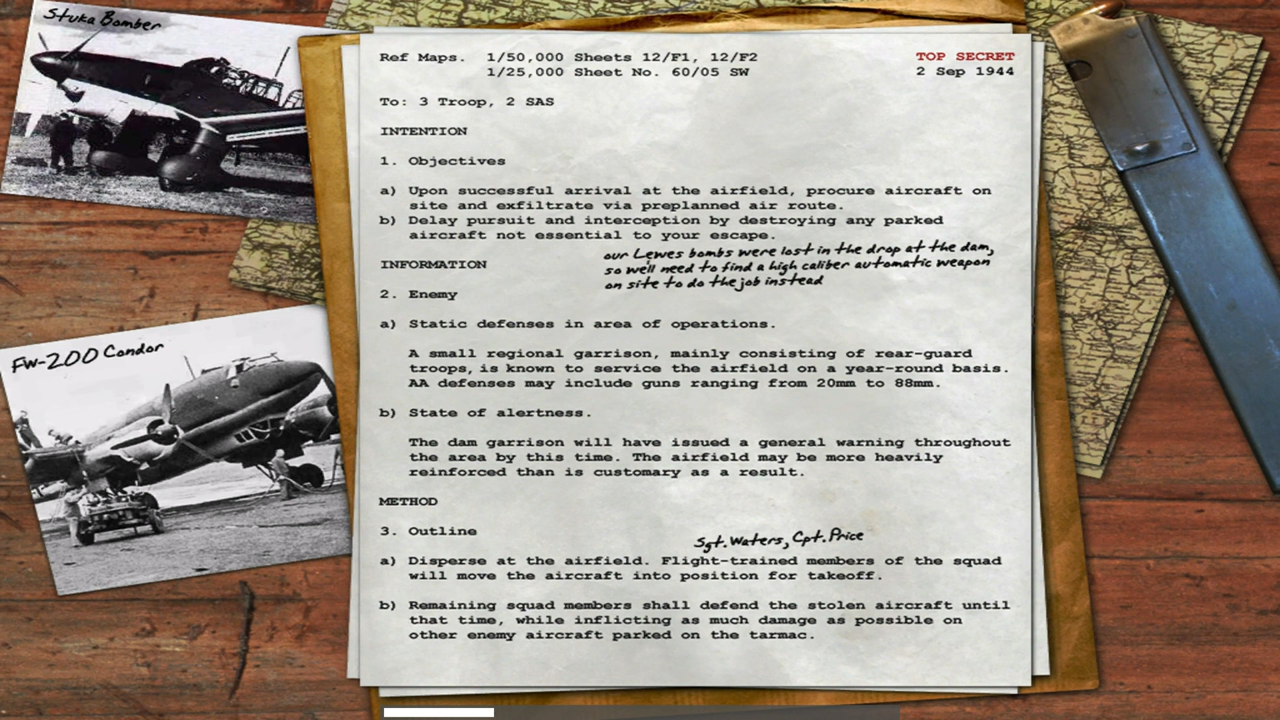 Stuka Bomber
Ref Maps. 1/50,000 Sheets 12/F1, 12/F2
1/25,000 Sheet No. 60/05 SW
TOP SECRET
2 Sep 1944
To: 3 Troop, 2 SAS
INTENTION
1. Objectives
a) Upon successful arrival at the airfield, procure aircraft on
site and exfiltrate via preplanned air route.
b) Delay pursuit and interception by destroying any parked
aircraft not essential to your escape.
our Lewes bombs were lost in the drop at the dam,
so we'll need to find a high caliber automatic weapon
on site to do the job instead
INFORMATION
2. Enemy
a) Static defenses in area of operations.
A small regional garrison, mainly consisting of rear-guard
troops, is known to service the airfield on a year-round basis.
AA defenses may include guns ranging from 20mm to 88mm.
b) State of alertness.
The dam garrison will have issued a general warning throughout
the area by this time. The airfield may be more heavily
reinforced than is customary as a result.
METHOD
3. Outline
Sgt. Waters, Cpt. Price
a) Disperse at the airfield. Flight-trained members of the squad
will move the aircraft into position for takeoff.
b) Remaining squad members shall defend the stolen aircraft until
that time, while inflicting as much damage as possible on
other enemy aircraft parked on the tarmac.
FW-200 Condor